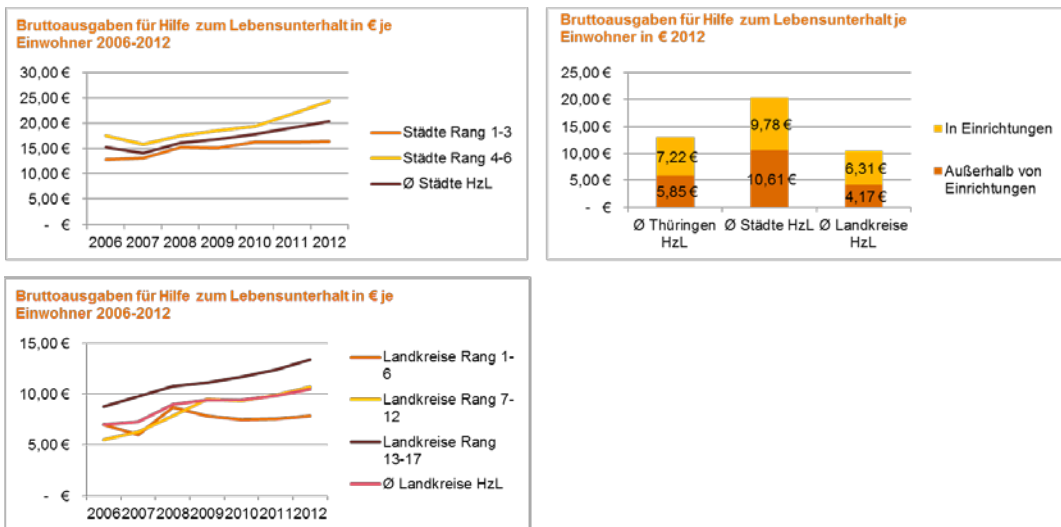 Bruttoausgaben für Hilfe zum Lebensunterhalt in € je
Einwohner 2006-2012
30,00 €
25,00 €
20,00 €
15,00 €
10,00 €
5,00 €
- €
2006 2007 2008 2009 2010 2011 2012
Städte Rang 1-3
Städte Rang 4-6
Ø Städte HzL
Bruttoausgaben für Hilfe zum Lebensunterhalt je
Einwohner in € 2012
25,00 €
20,00 €
15,00 €
10,00 €
5,00 €
- €
7,22 €
5,85 €
9,78 €
10,61 €
6,31 €
4,17 €
Ø Thüringen
HzL
Ø Städte HzL
Ø Landkreise
HzL
In Einrichtungen
Außerhalb von
Einrichtungen
Bruttoausgaben für Hilfe zum Lebensunterhalt in € je
Einwohner 2006-2012
15,00 €
10,00 €
5,00 €
- €
2006 2007 2008 2009 2010 2011 2012
Landkreise Rang 1-
6
Landkreise Rang 7-
12
Landkreise Rang
13-17
Ø Landkreise HzL